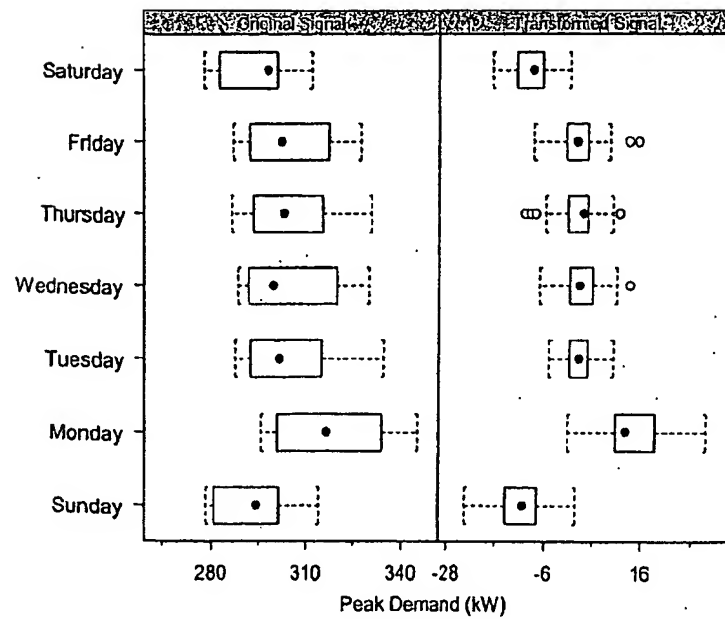 Original Signal Transformed Signal
Saturday
Friday
Thursday
Wednesday
Tuesday
Monday
Sunday
280 310 340 -28 -6 16
Peak Demand (kW)